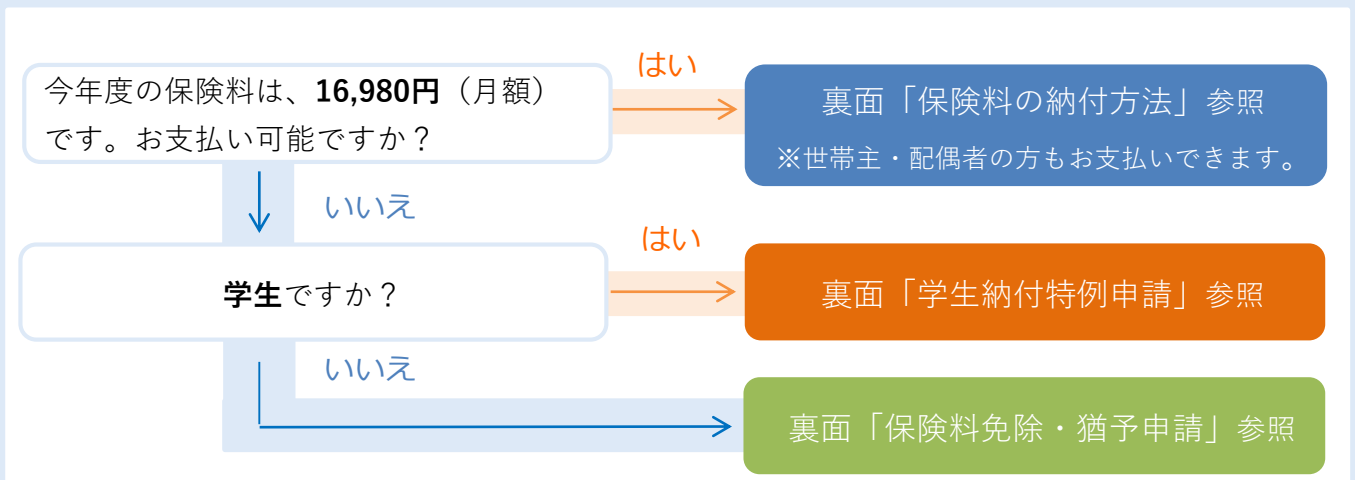 今年度の保険料は、16,980円（月額）
です。お支払い可能ですか？
はい
裏面「保険料の納付方法」参照
※世帯主・配偶者の方もお支払いできます。
いいえ
学生ですか？
はい
裏面「学生納付特例申請」参照
いいえ
裏面「保険料免除・猶予申請」参照